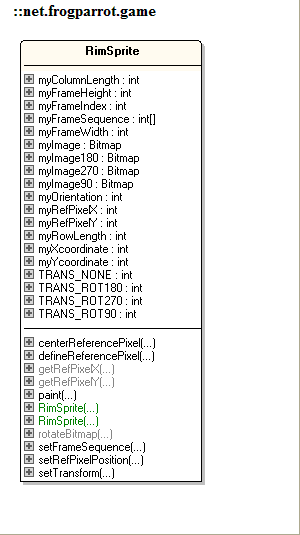 ::net.frogparrot.game
RimSprite
myColumnLength : int
myFrameHeight : int
myFrameIndex : int
myFrameSequence : int[]
myFrameWidth : int
myImage : Bitmap
myImage180 : Bitmap
myImage270 : Bitmap
myImage90 : Bitmap
myOrientation : int
myRefPixelX : int
myRefPixelY : int
myRowLength : int
myXcoordinate : int
myYcoordinate : int
TRANS_NONE : int
TRANS_ROT180 : int
TRANS_ROT270 : int
TRANS_ROT90 : int
centerReferencePixel(...)
defineReferencePixel(...)
getRefPixelX(...)
getRefPixelY(...)
paint(...)
RimSprite(...)
RimSprite(...)
rotateBitmap(...)
setFrameSequence(...)
setRefPixelPosition(...)
setTransform(...)